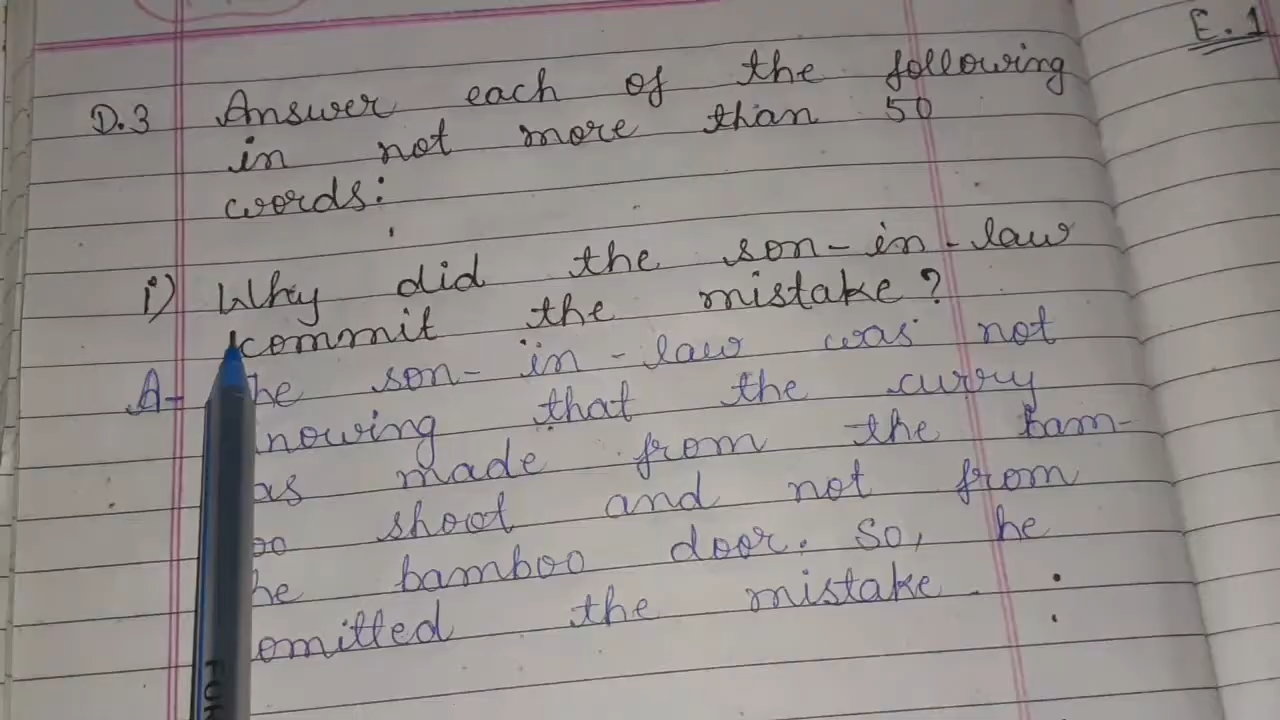 E. 1
D.3 Answer each of the following
in not more than 50
words:
i) Why did the son-in-law
commit the mistake?
A- he son-in-law was not
nowing that the curry
as made from the bam-
oo shoot and not from
he bamboo door. So, he
omitted the mistake.